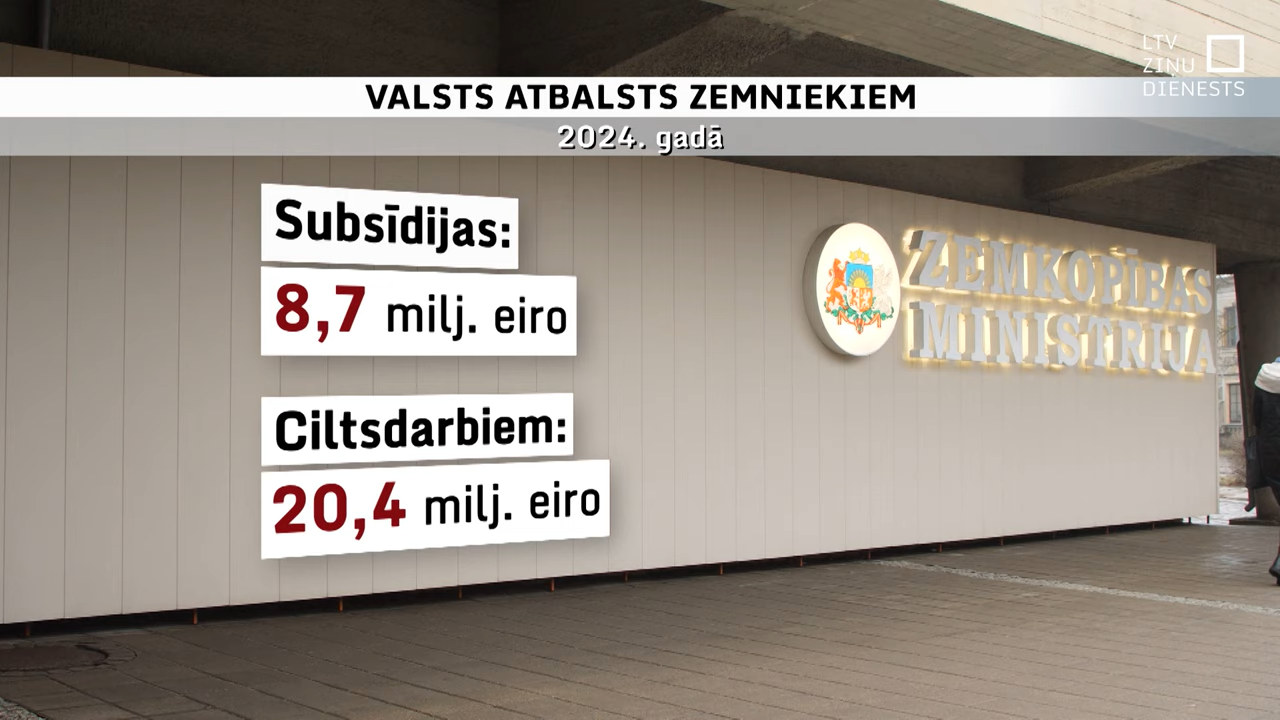 LTV
ZIŅU
DIENESTS
VALSTS ATBALSTS ZEMNIEKIEM
2024. gadā
Subsīdijas:
8,7 milj. eiro
Ciltsdarbiem:
20,4 milj. eiro
ZEMKOPĪBAS
MINISTRIJA